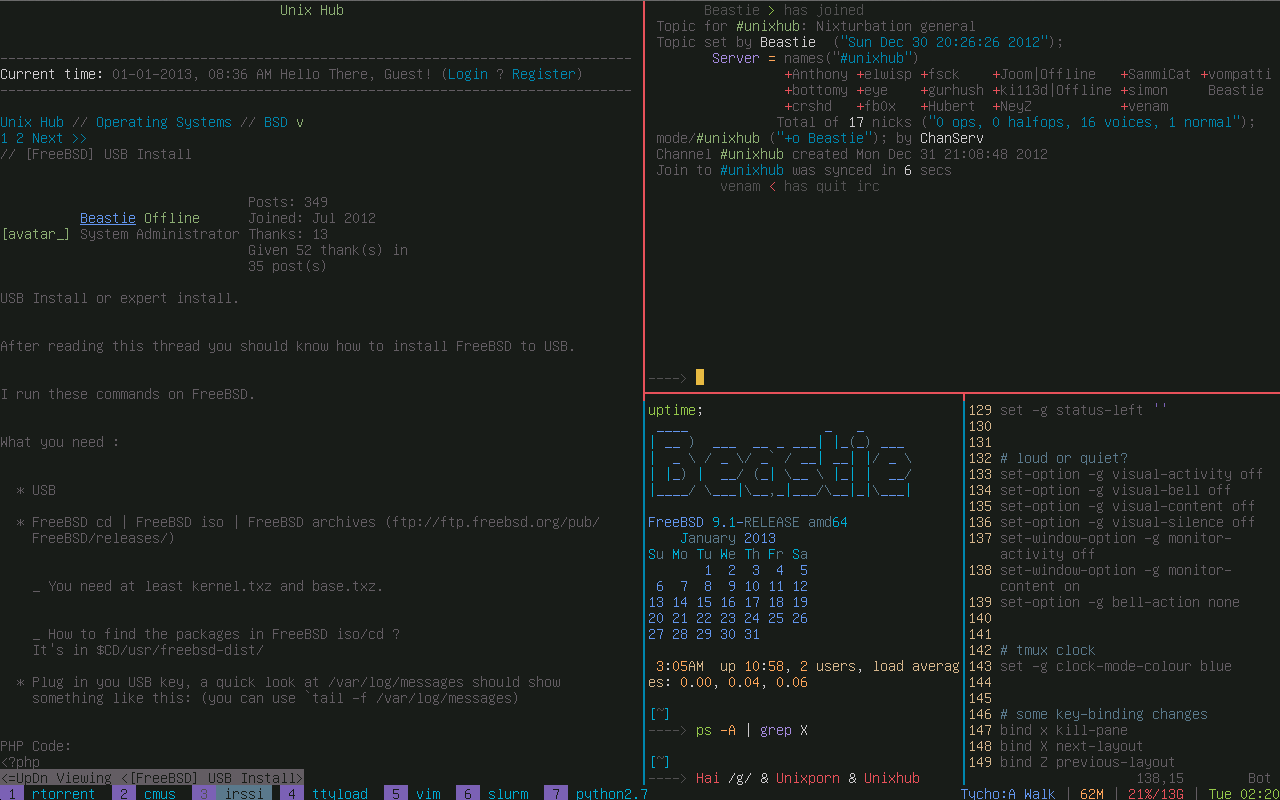 Unix Hub
Current time: 01-01-2013, 08:36 AM Hello There, Guest! (Login ? Register)
Unix Hub // Operating Systems // BSD v
1 2 Next >>
// [FreeBSD] USB Install
Posts: 349
Beastie Offline Joined: Jul 2012
[avatar_] System Administrator Thanks: 13
Given 52 thank(s) in
35 post(s)
USB Install or expert install.
After reading this thread you should know how to install FreeBSD to USB.
I run these commands on FreeBSD.
What you need :
* USB
* FreeBSD cd | FreeBSD iso | FreeBSD archives (ftp://ftp.freebsd.org/pub/
FreeBSD/releases/)
_ You need at least kernel.txz and base.txz.
_ How to find the packages in FreeBSD iso/cd ?
It's in $CD/usr/freebsd-dist/
* Plug in you USB key, a quick look at /var/log/messages should show
something like this: (you can use `tail -f /var/log/messages)
PHP Code:
<?php
<=UpDn Viewing <[FreeBSD] USB Install>
Beastie > has joined
Topic for #unixhub: Nixturbation general
Topic set by Beastie ("Sun Dec 30 20:26:26 2012");
Server = names("#unixhub")
+Anthony +elwisp +fsck +Joom|Offline +SammiCat +vompatti
+bottomy +eye +gurhush +ki113d|Offline +simon Beastie
+crshd +fb0x +Hubert +NeyZ +venam
Total of 17 nicks ("0 ops, 0 halfops, 16 voices, 1 normal");
mode/#unixhub ("+o Beastie"); by ChanServ
Channel #unixhub created Mon Dec 31 21:08:48 2012
Join to #unixhub was synced in 6 secs
venam < has quit irc
---->
uptime;
Beastie
FreeBSD 9.1-RELEASE amd64
January 2013
Su Mo Tu We Th Fr Sa
1 2 3 4 5
6 7 8 9 10 11 12
13 14 15 16 17 18 19
20 21 22 23 24 25 26
27 28 29 30 31
3:05AM up 10:58, 2 users, load averag
es: 0.00, 0.04, 0.06
[~]
----> ps -A | grep X
[~]
----> Hai /g/ & Unixporn & Unixhub
129 set -g status-left ''
130
131
132 # loud or quiet?
133 set-option -g visual-activity off
134 set-option -g visual-bell off
135 set-option -g visual-content off
136 set-option -g visual-silence off
137 set-window-option -g monitor-
activity off
138 set-window-option -g monitor-
content on
139 set-option -g bell-action none
140
141
142 # tmux clock
143 set -g clock-mode-colour blue
144
145
146 # some key-binding changes
147 bind x kill-pane
148 bind X next-layout
149 bind Z previous-layout
138,15 Bot
1 rtorrent 2 cmus 3 irssi 4 ttyload 5 vim 6 slurm 7 python2.7 Tycho:A Walk | 62M | 21%/13G | Tue 02:20